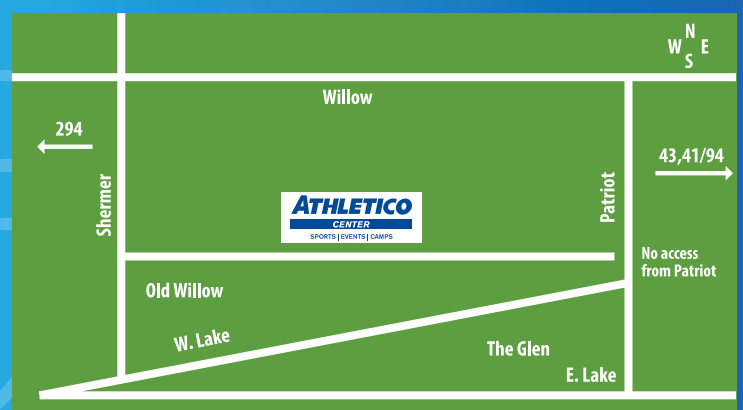 N
W E
S
Willow
294
43,41/94
Shermer
Patriot
ATHLETICO
CENTER
SPORTS | EVENTS | CAMPS
No access
from Patriot
Old Willow
W. Lake
The Glen
E. Lake